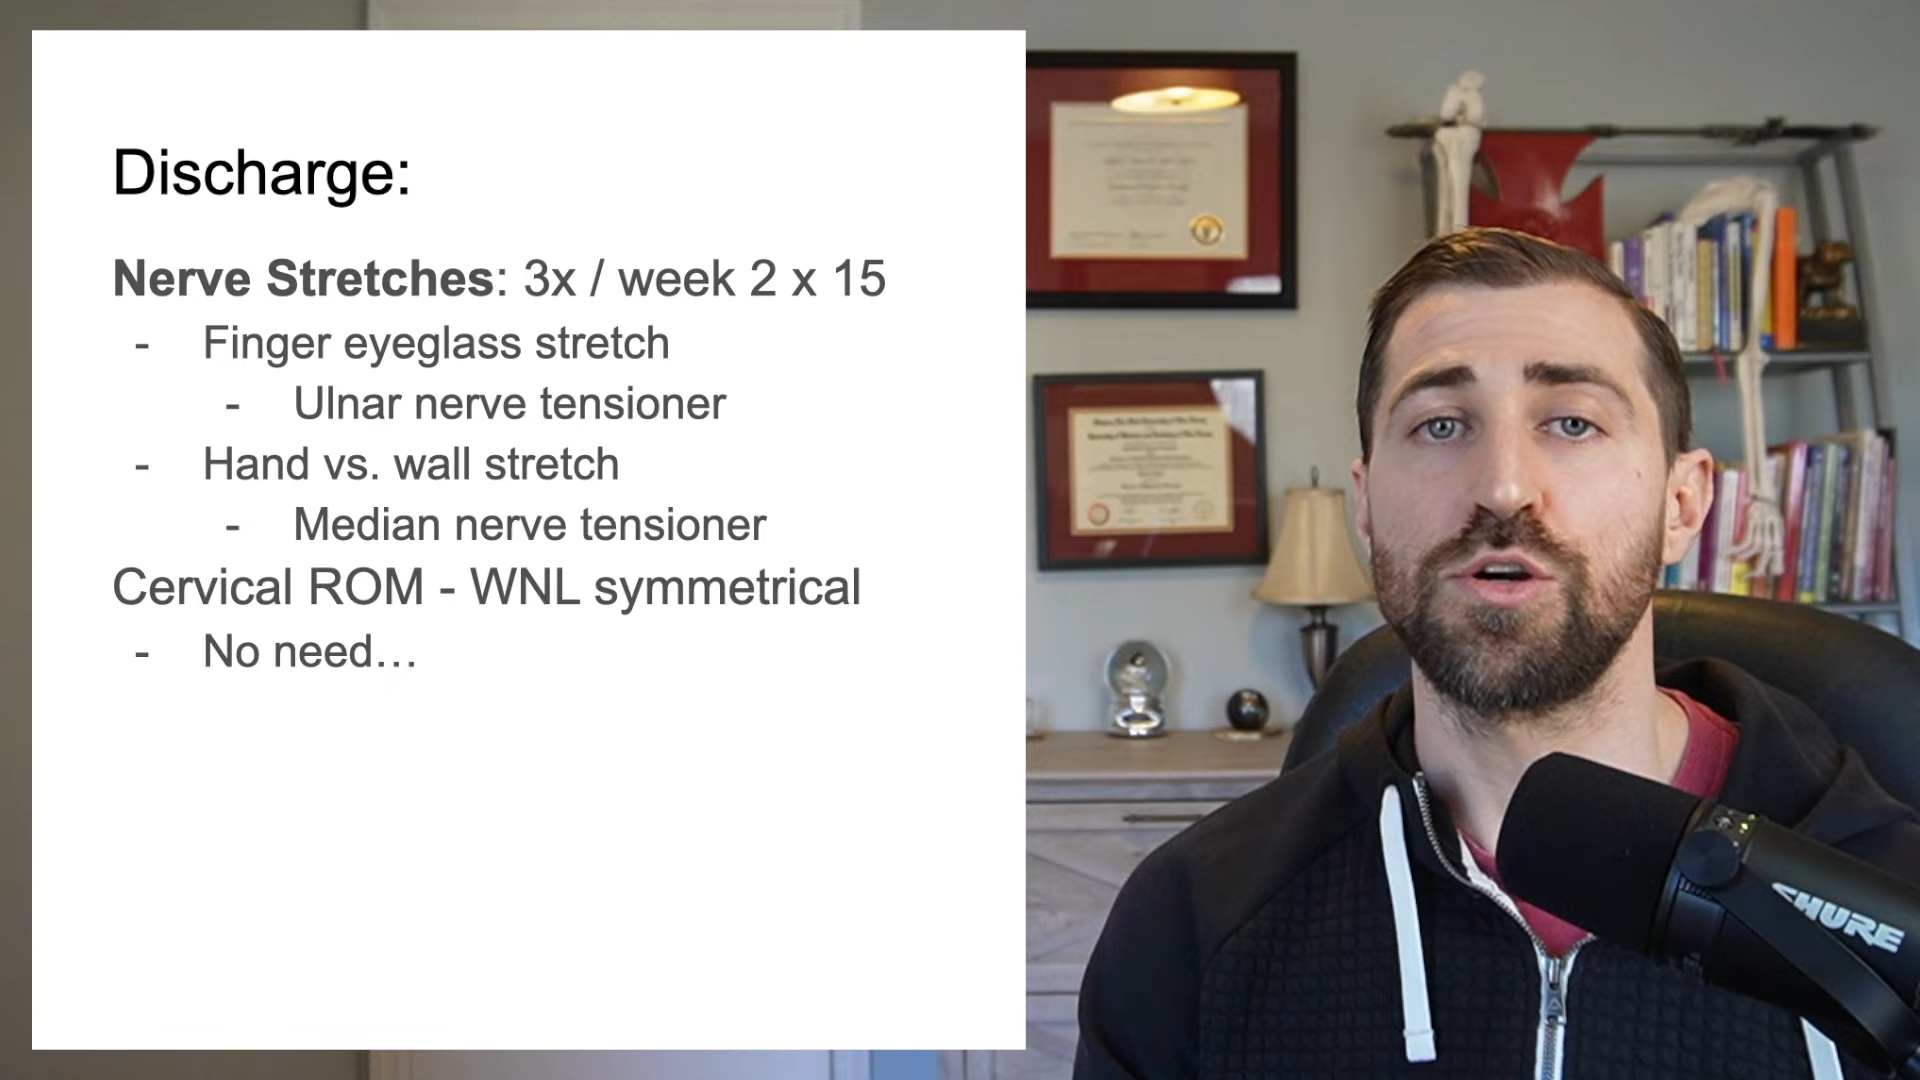 Discharge:
Nerve Stretches: 3x / week 2 x 15
- Finger eyeglass stretch
- Ulnar nerve tensioner
- Hand vs. wall stretch
- Median nerve tensioner
Cervical ROM - WNL symmetrical
- No need…
SHURE